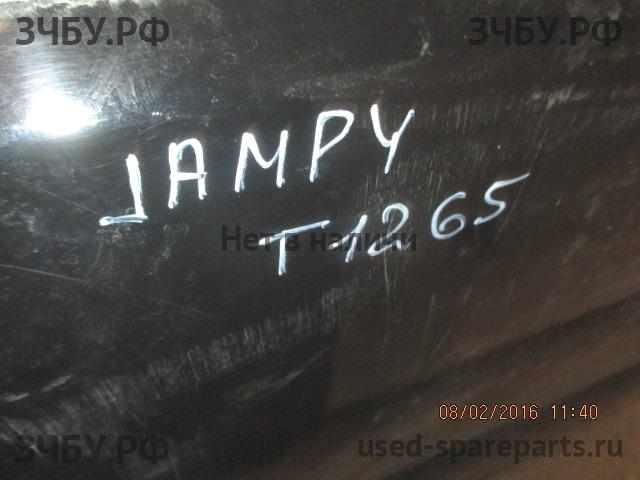 ЗЧБУ.РФ ЗЧБУ.РФ
JAMPY
T1265
Нет в наличии
08/02/2016 11:40
ЗЧБУ.РФ used-spareparts.ru